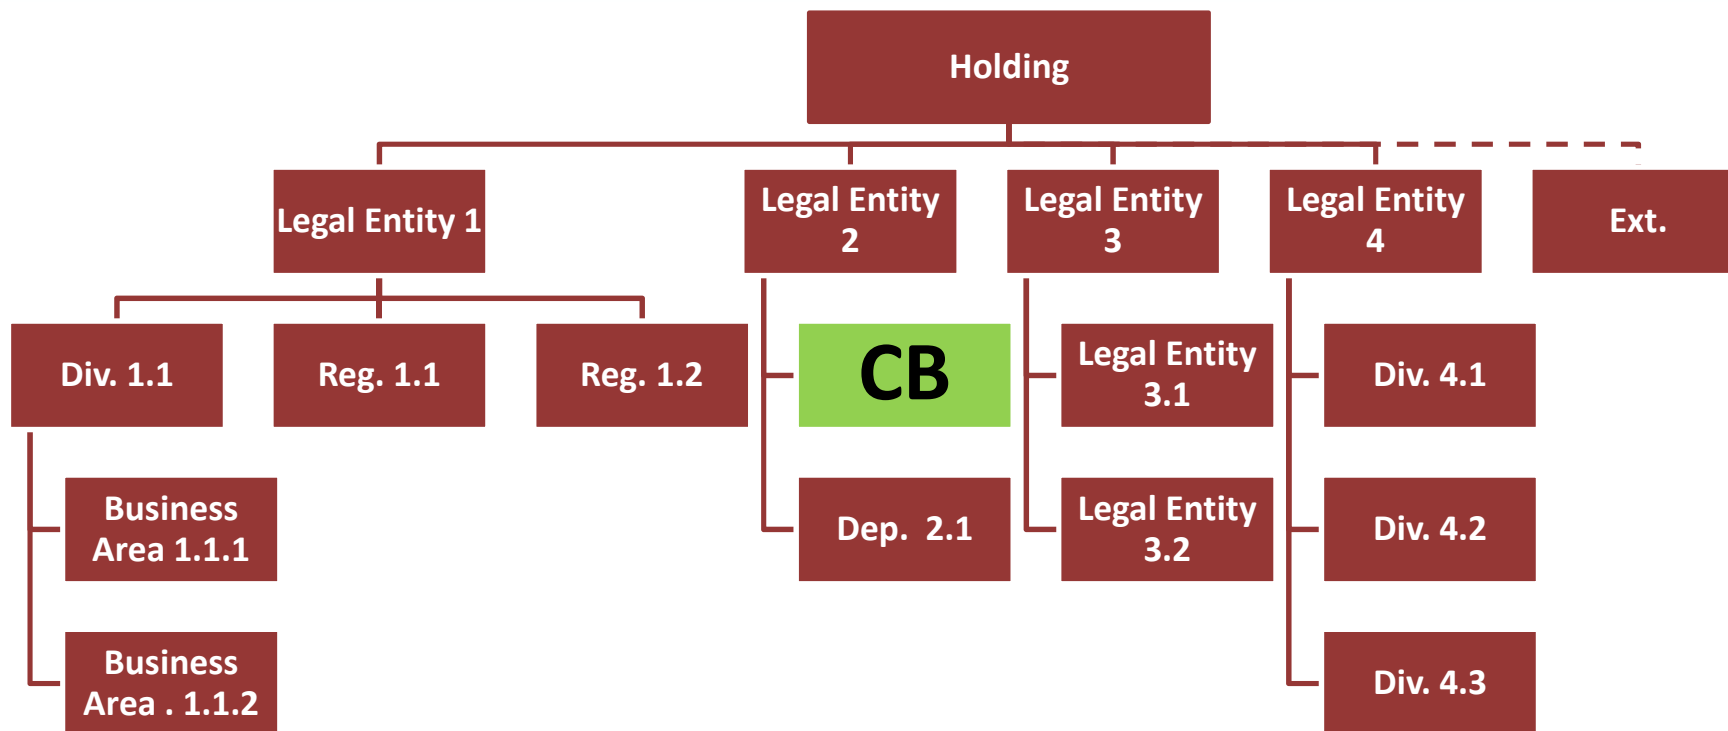 Holding
Legal Entity 1
Legal Entity
2
Legal Entity
3
Legal Entity
4
Ext.
Div. 1.1
Reg. 1.1
Reg. 1.2
CB
Legal Entity
3.1
Div. 4.1
Business
Area 1.1.1
Dep. 2.1
Legal Entity
3.2
Div. 4.2
Business
Area . 1.1.2
Div. 4.3